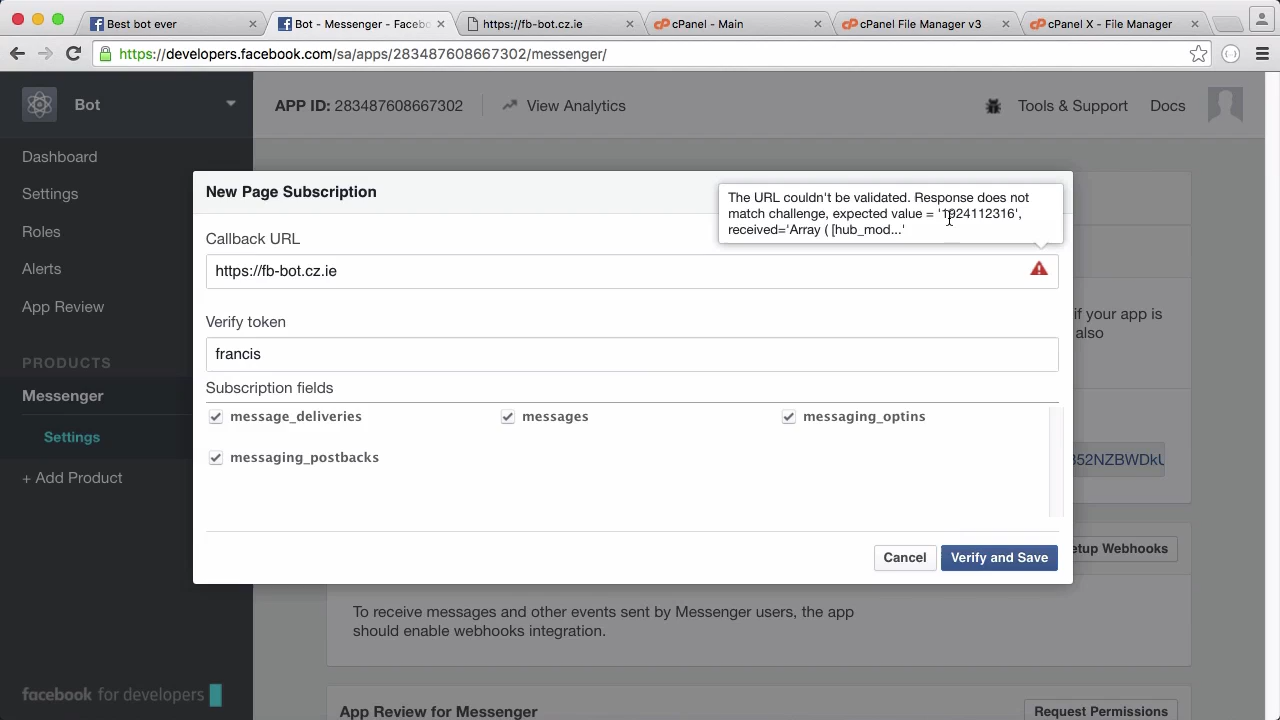 Best bot ever
Bot - Messenger - Facebo
https://fb-bot.cz.ie
cPanel - Main
cPanel File Manager v3
cPanel X - File Manager
https://developers.facebook.com/sa/apps/283487608667302/messenger/
Bot
APP ID: 283487608667302
View Analytics
Tools & Support
Docs
Dashboard
Settings
Roles
Alerts
App Review
PRODUCTS
Messenger
Settings
+ Add Product
facebook for developers
New Page Subscription
The URL couldn't be validated. Response does not
match challenge, expected value = '1924112316',
received='Array ( [hub_mod...'
Callback URL
https://fb-bot.cz.ie
Verify token
francis
Subscription fields
message_deliveries
messages
messaging_optins
messaging_postbacks
Cancel
Verify and Save
if your app is
also
352NZBWDkU
etup Webhooks
To receive messages and other events sent by Messenger users, the app
should enable webhooks integration.
App Review for Messenger
Request Permissions